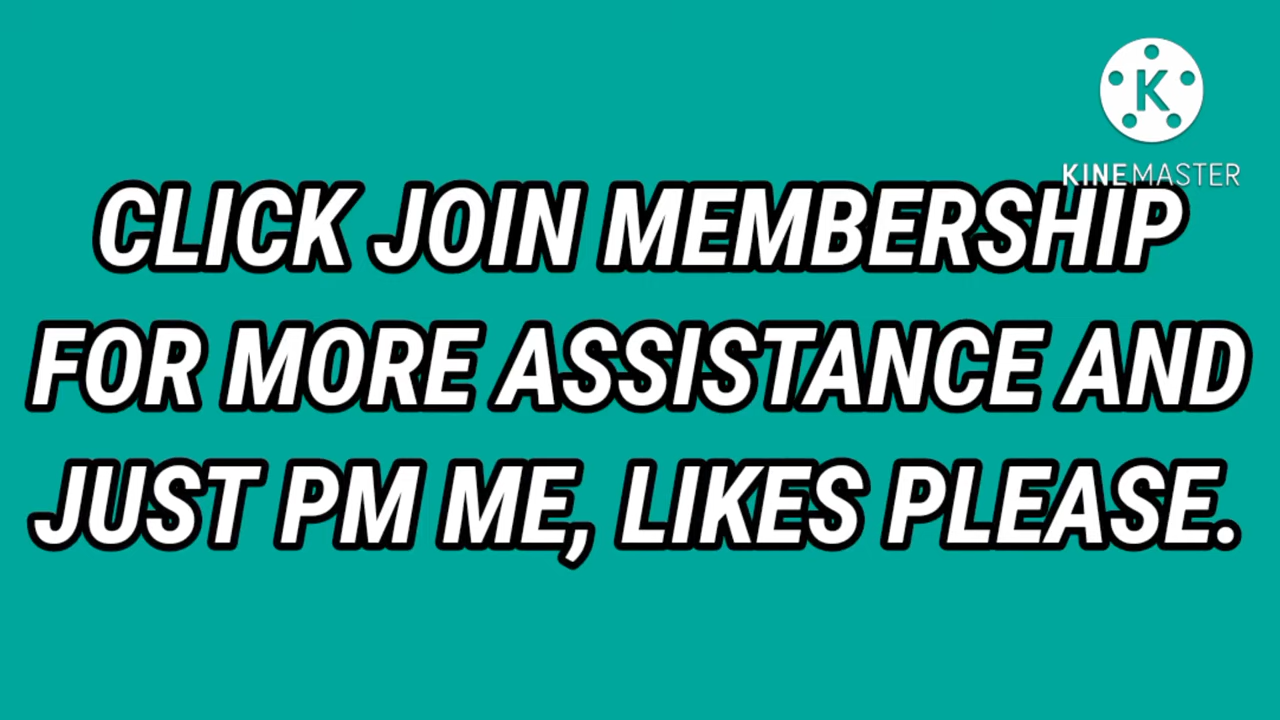 K
KINEMASTER
CLICK JOIN MEMBERSHIP
FOR MORE ASSISTANCE AND
JUST PM ME, LIKES PLEASE.